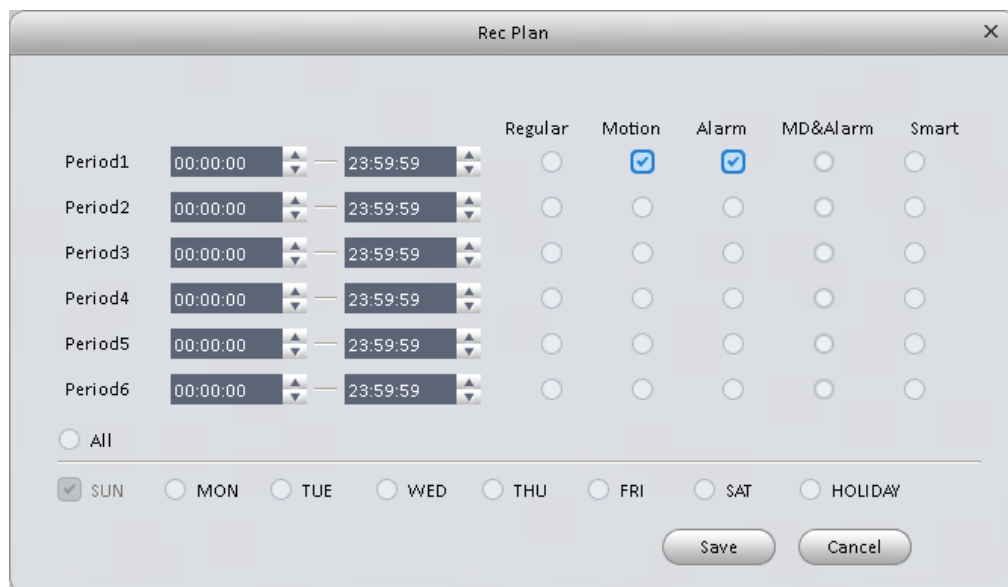 Rec Plan
Regular Motion Alarm MD&Alarm Smart
Period1 00:00:00 — 23:59:59
Period2 00:00:00 — 23:59:59
Period3 00:00:00 — 23:59:59
Period4 00:00:00 — 23:59:59
Period5 00:00:00 — 23:59:59
Period6 00:00:00 — 23:59:59
All
SUN MON TUE WED THU FRI SAT HOLIDAY
Save Cancel